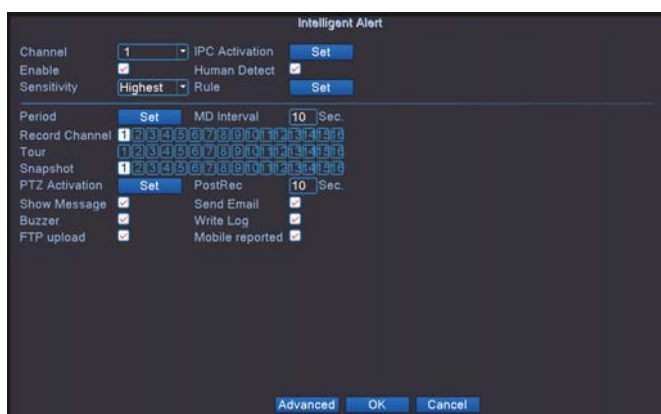 Intelligent Alert
Channel 1 IPC Activation Set
Enable Human Detect
Sensitivity Highest Rule Set
Period Set MD Interval 10 Sec.
Record Channel 1 2 3 4 5 6 7 8 9 10 11 12 13 14 15 16
Tour 1 2 3 4 5 6 7 8 9 10 11 12 13 14 15 16
Snapshot 1 2 3 4 5 6 7 8 9 10 11 12 13 14 15 16
PTZ Activation Set PostRec 10 Sec.
Show Message Send Email
Buzzer Write Log
FTP upload Mobile reported
Advanced OK Cancel